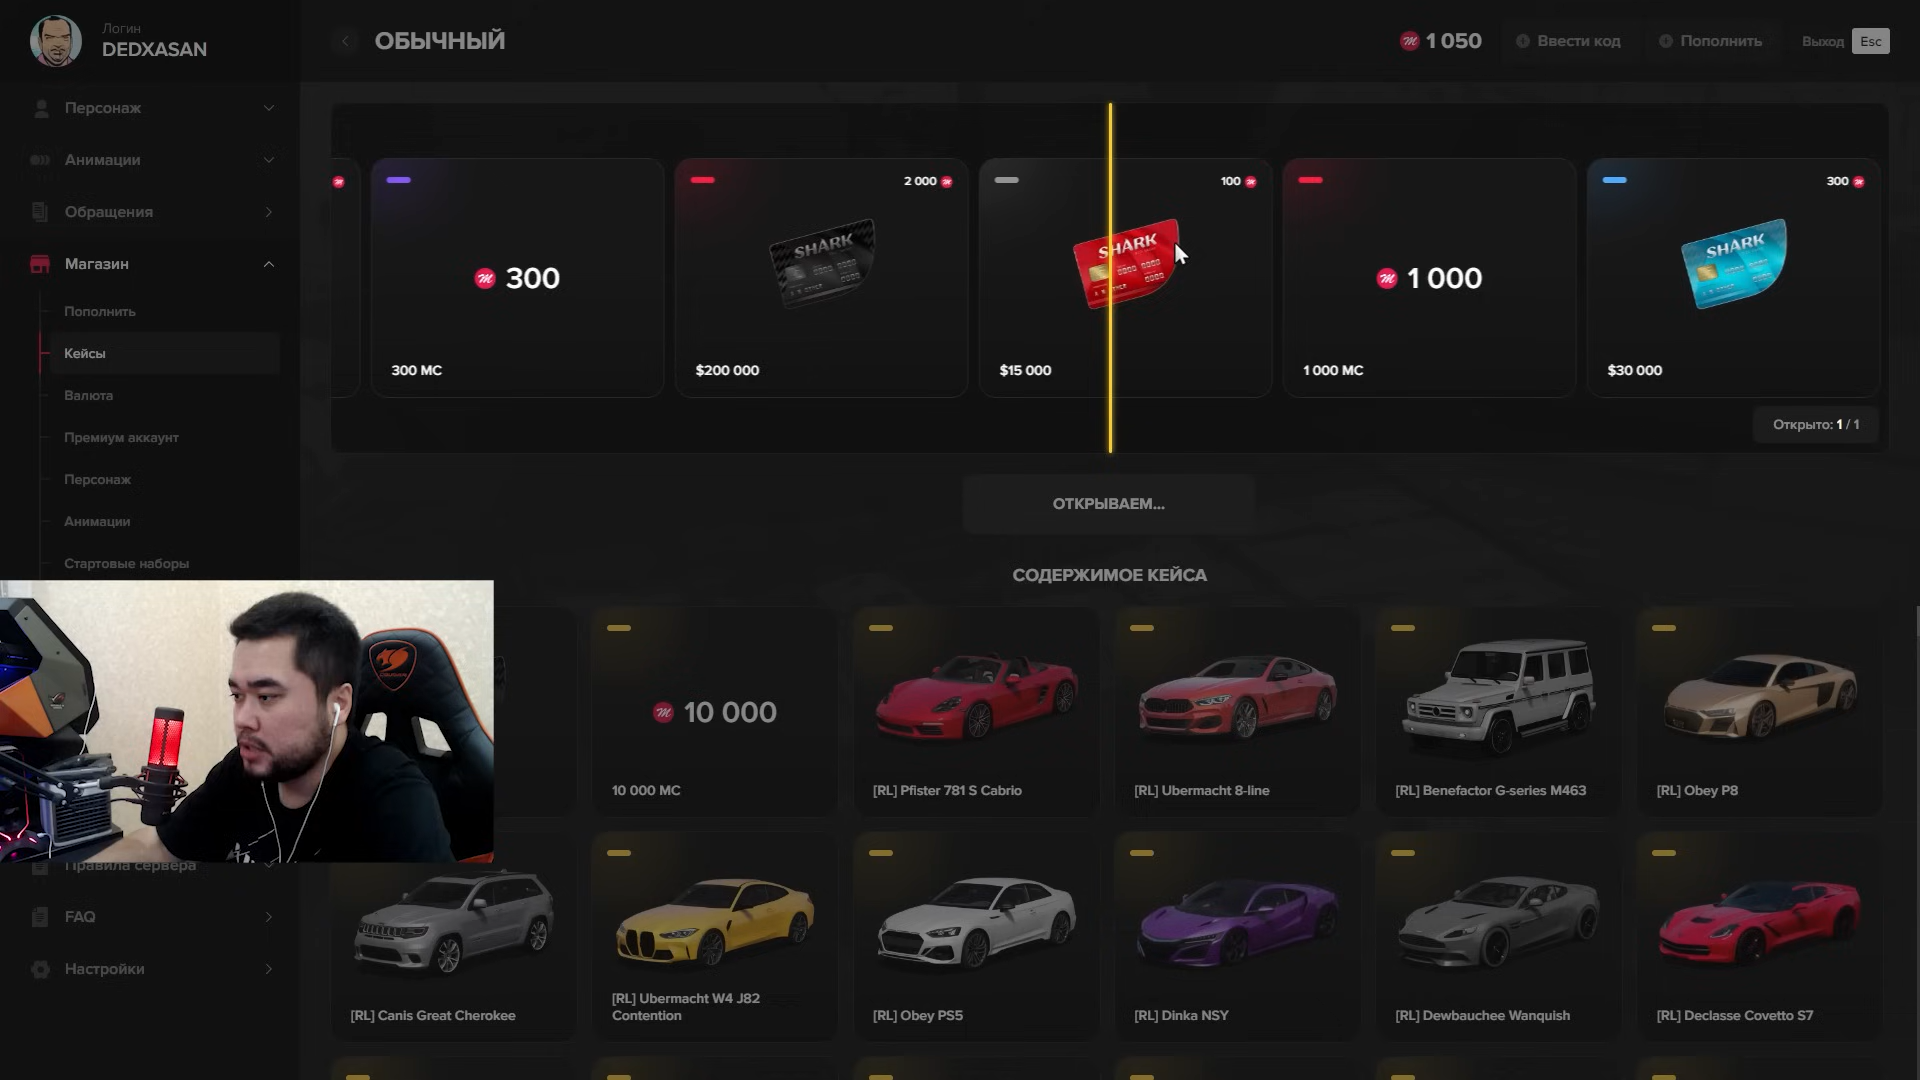 Логин
DEDXASAN
ОБЫЧНЫЙ
1 050
Ввести код
Пополнить
Выход
Esc
Персонаж
Анимации
Обращения
Магазин
Пополнить
Кейсы
Валюта
Премиум аккаунт
Персонаж
Анимации
Стартовые наборы
Правила сервера
FAQ
Настройки
300
300 MC
2 000
SHARK
$200 000
100
SHARK
$15 000
1 000
1 000 MC
300
SHARK
$30 000
Открыто: 1 / 1
ОТКРЫВАЕМ...
СОДЕРЖИМОЕ КЕЙСА
10 000
10 000 MC
[RL] Pfister 781 S Cabrio
[RL] Ubermacht 8-line
[RL] Benefactor G-series M463
[RL] Obey P8
[RL] Canis Great Cherokee
[RL] Ubermacht W4 J82
Contention
[RL] Obey PS5
[RL] Dinka NSY
[RL] Dewbauchee Wanquish
[RL] Declasse Covetto S7
COUGAR